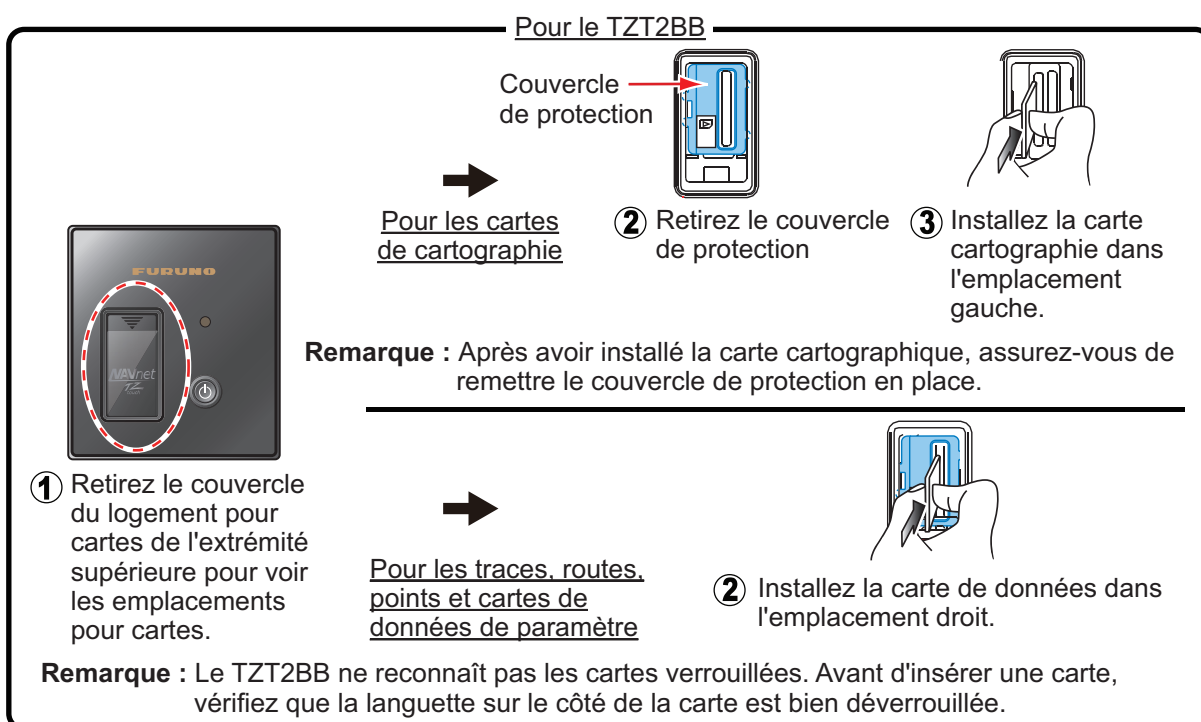 Pour le TZT2BB
Couvercle
de protection
Pour les cartes
de cartographie
② Retirez le couvercle
de protection
③ Installez la carte
cartographie dans
l'emplacement
gauche.
FURUNO
NAVnet
TZ
Remarque : Après avoir installé la carte cartographique, assurez-vous de
remettre le couvercle de protection en place.
① Retirez le couvercle
du logement pour
cartes de l'extrémité
supérieure pour voir
les emplacements
pour cartes.
Pour les traces, routes,
points et cartes de
données de paramètre
② Installez la carte de données dans
l'emplacement droit.
Remarque : Le TZT2BB ne reconnaît pas les cartes verrouillées. Avant d'insérer une carte,
vérifiez que la languette sur le côté de la carte est bien déverrouillée.